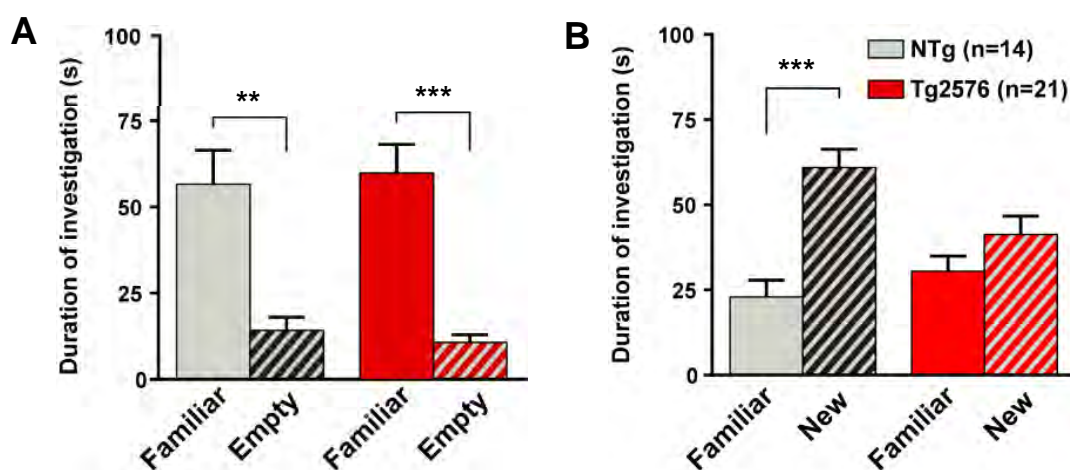 A
Duration of investigation (s)
100
75
50
25
0
**
***
Familiar
Empty
Familiar
Empty
B
Duration of investigation (s)
100
75
50
25
0
***
NTg (n=14)
Tg2576 (n=21)
Familiar
New
Familiar
New